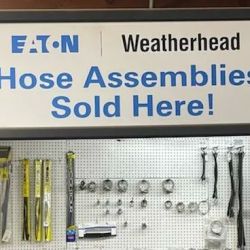 EATON Weatherhead
Hose Assemblies
Sold Here!